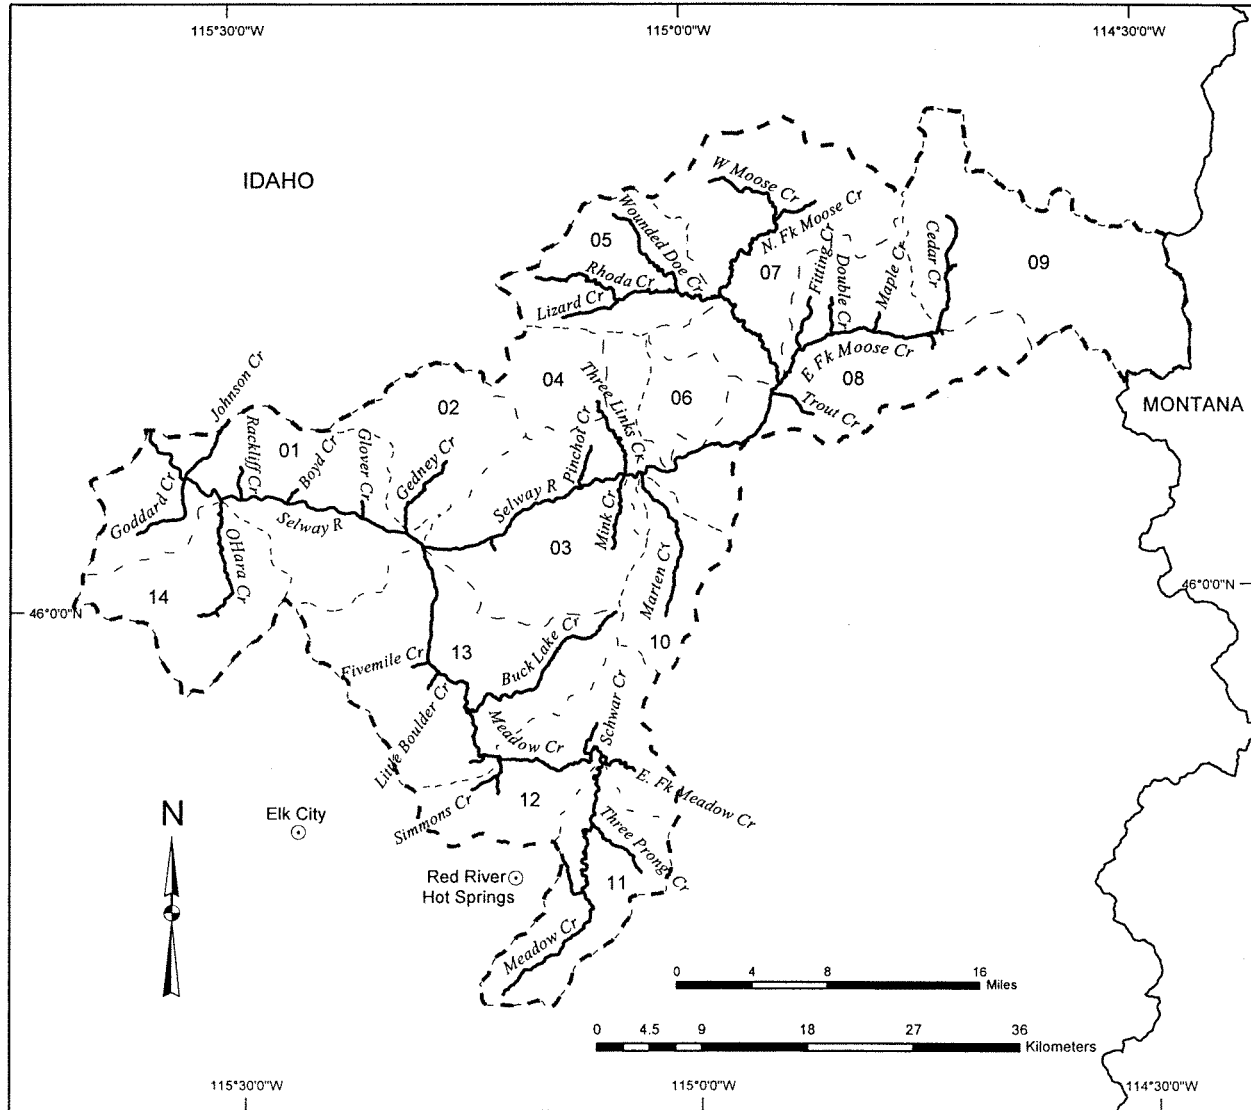 115°30'0"W
115°0'0"W
114°30'0"W
IDAHO
W Moose Cr
N. Fk Moose Cr
Wounded Doe Cr
05
Rhoda Cr
Lizard Cr
07
Fitting Cr
Double Cr
Maple Cr
Cedar Cr
09
E Fk Moose Cr
08
Trout Cr
MONTANA
Johnson Cr
02
04
Three Links Ck
06
Rackliff Cr
01
Boyd Cr
Glover Cr
Gedney Cr
Pinchot Cr
Goddard Cr
Selway R
Selway R
Mink Cr
03
OHara Cr
14
Marten Cr
46°0'0"N
46°0'0"N
10
Fivemile Cr
13
Buck Lake Cr
Little Boulder Cr
Meadow Cr
Schwar Cr
E. Fk Meadow Cr
12
Simmons Cr
Three Prong Cr
N
Elk City
Red River
Hot Springs
11
Meadow Cr
0 4 8 16
Miles
0 4.5 9 18 27 36
Kilometers
115°30'0"W
115°0'0"W
114°30'0"W